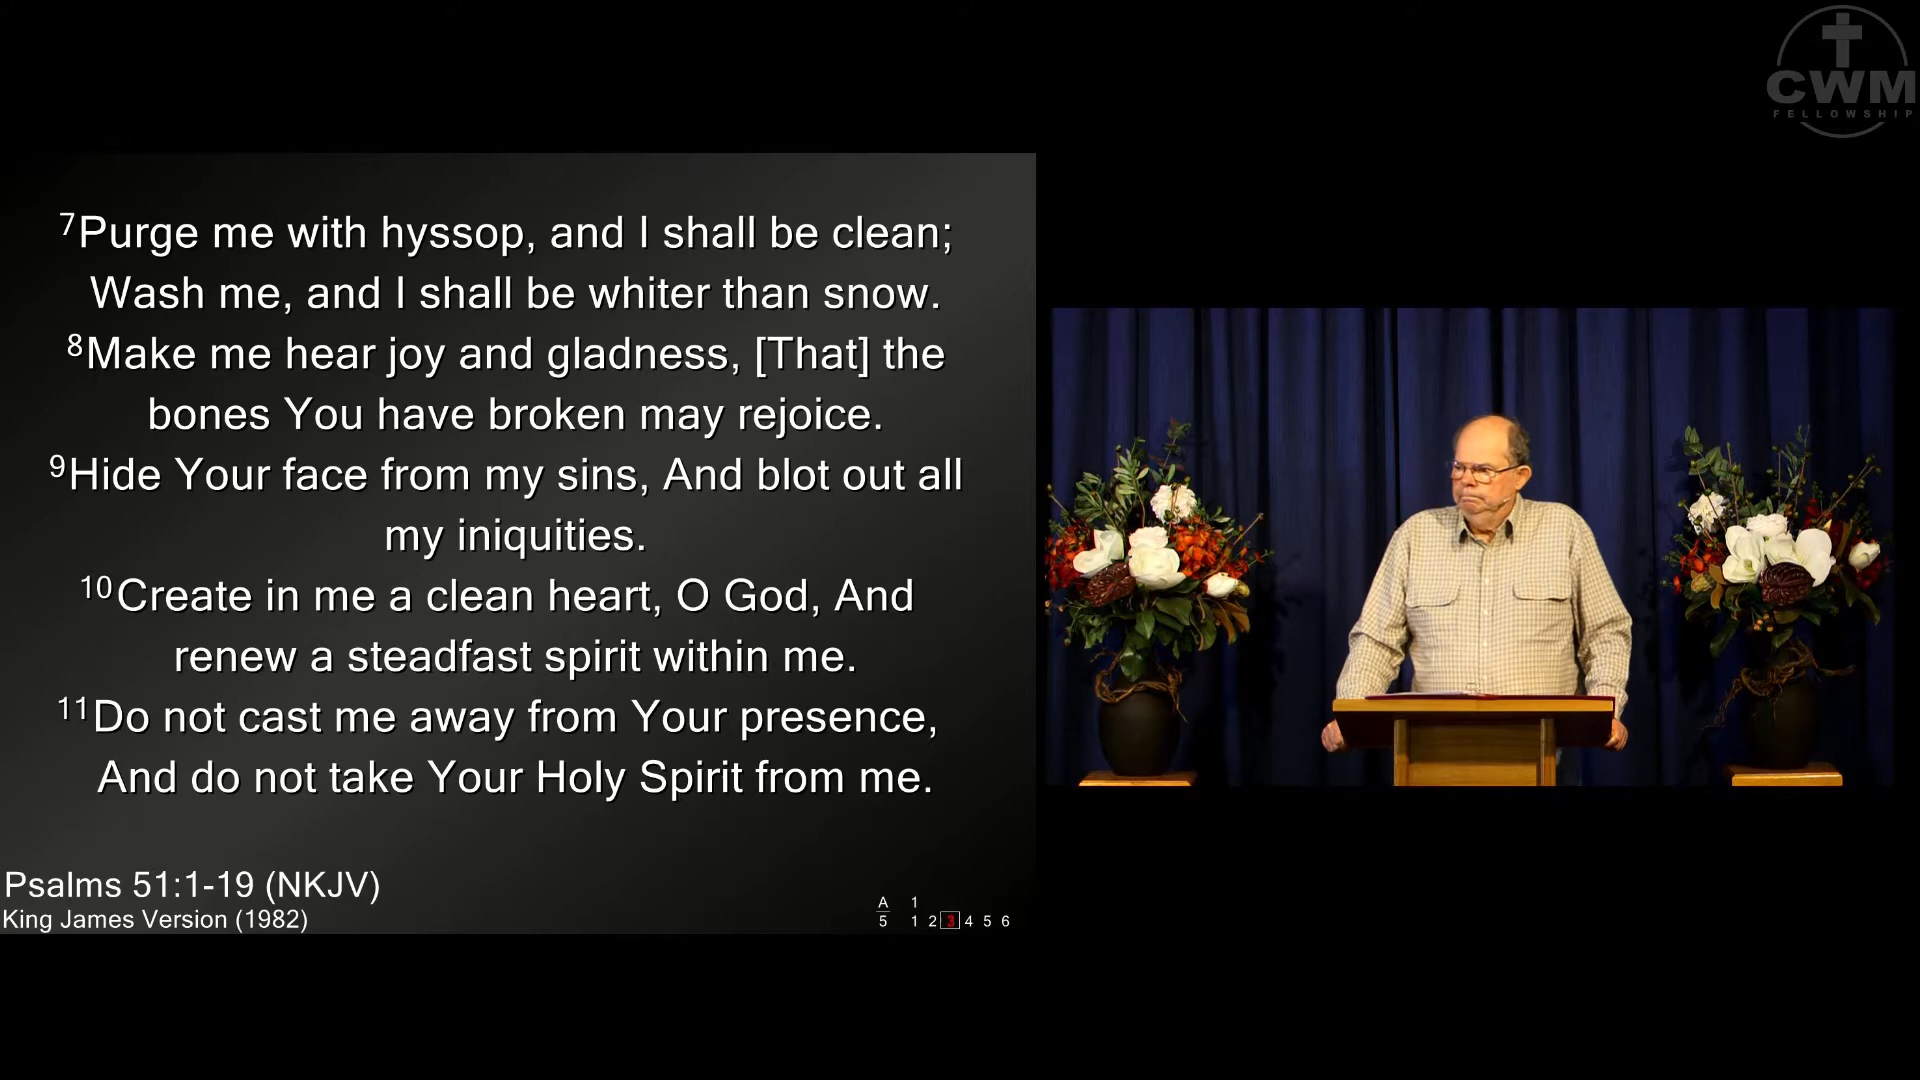 CWM
FELLOWSHIP
7Purge me with hyssop, and I shall be clean;
Wash me, and I shall be whiter than snow.
8Make me hear joy and gladness, [That] the
bones You have broken may rejoice.
9Hide Your face from my sins, And blot out all
my iniquities.
10Create in me a clean heart, O God, And
renew a steadfast spirit within me.
11Do not cast me away from Your presence,
And do not take Your Holy Spirit from me.
Psalms 51:1-19 (NKJV)
King James Version (1982)
A 1
5 1 2 3 4 5 6